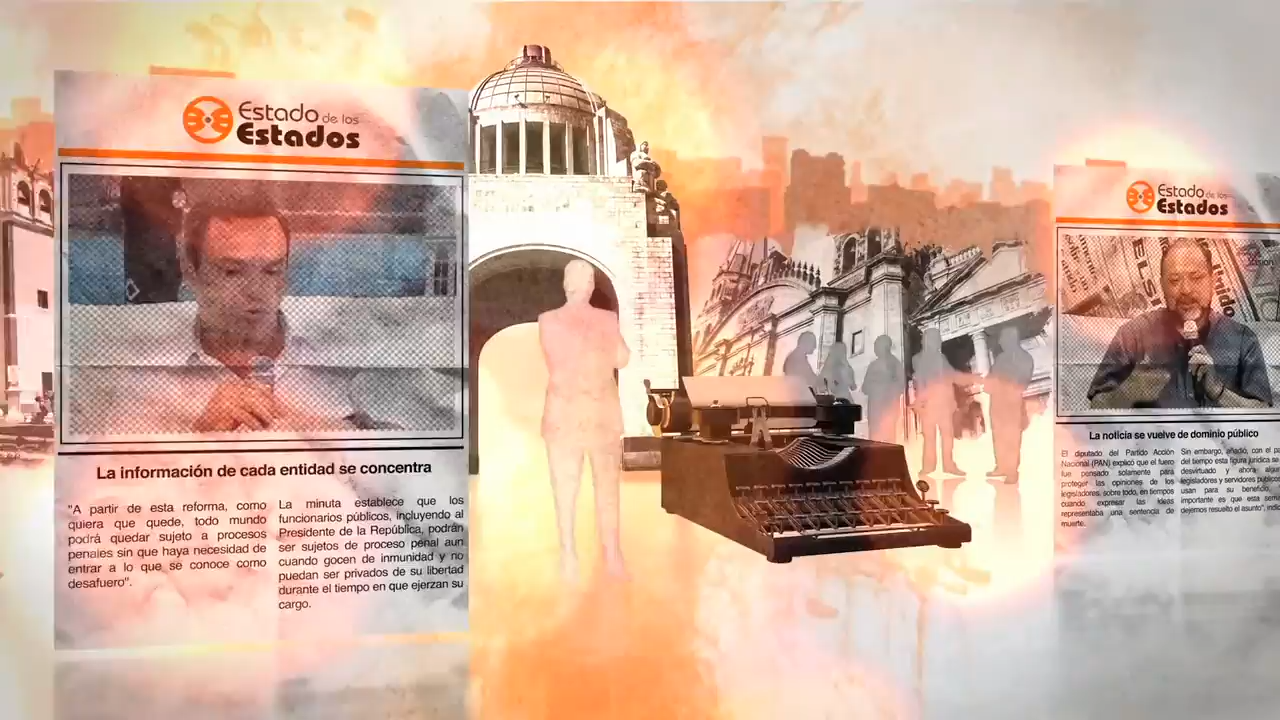 Estado de los
Estados
La información de cada entidad se concentra
"A partir de esta reforma, como
quiera que quede, todo mundo
podrá quedar sujeto a procesos
penales sin que haya necesidad de
entrar a lo que se conoce como
desafuero".
La minuta establece que los
funcionarios públicos, incluyendo al
Presidente de la República, podrán
ser sujetos de proceso penal aun
cuando gocen de inmunidad y no
puedan ser privados de su libertad
durante el tiempo en que ejerzan su
cargo.
Estado de los
Estados
EL SI
La noticia se vuelve de dominio público
El diputado del Partido Acción
Nacional (PAN) explicó que el fuero
fue pensado solamente para
proteger las opiniones de los
legisladores, sobre todo, en tiempos
cuando expresar las ideas
representaba una sentencia de
muerte.
Sin embargo, añadió, con el
del tiempo esta figura jurídica se
desvirtuó y ahora
legisladores y servidores públicos
usan para su beneficio,
importante es que esta
dejemos resuelto el asunto",